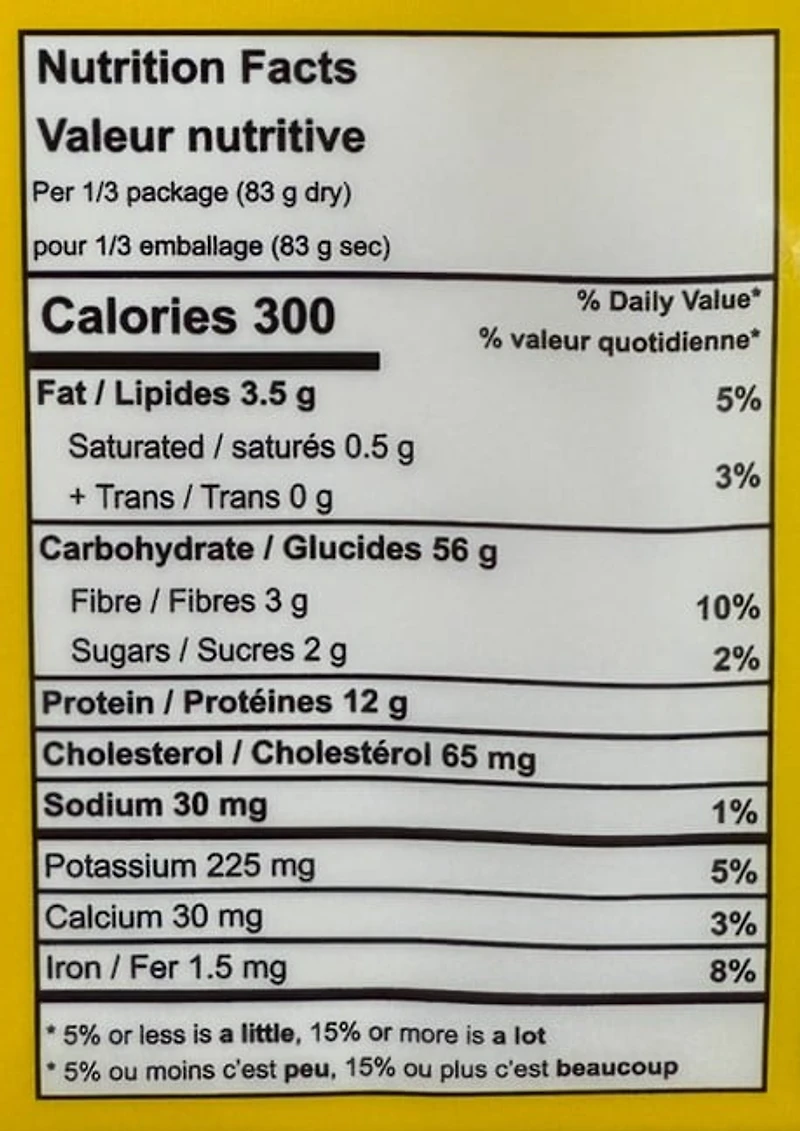 Nutrition Facts
Valeur nutritive
Per 1/3 package (83 g dry)
pour 1/3 emballage (83 g sec)
Calories 300
% Daily Value*
% valeur quotidienne*
Fat / Lipides 3.5 g 5%
Saturated / saturés 0.5 g
+ Trans / Trans 0 g 3%
Carbohydrate / Glucides 56 g
Fibre / Fibres 3 g 10%
Sugars / Sucres 2 g 2%
Protein / Protéines 12 g
Cholesterol / Cholestérol 65 mg
Sodium 30 mg 1%
Potassium 225 mg 5%
Calcium 30 mg 3%
Iron / Fer 1.5 mg 8%
* 5% or less is a little, 15% or more is a lot
* 5% ou moins c'est peu, 15% ou plus c'est beaucoup